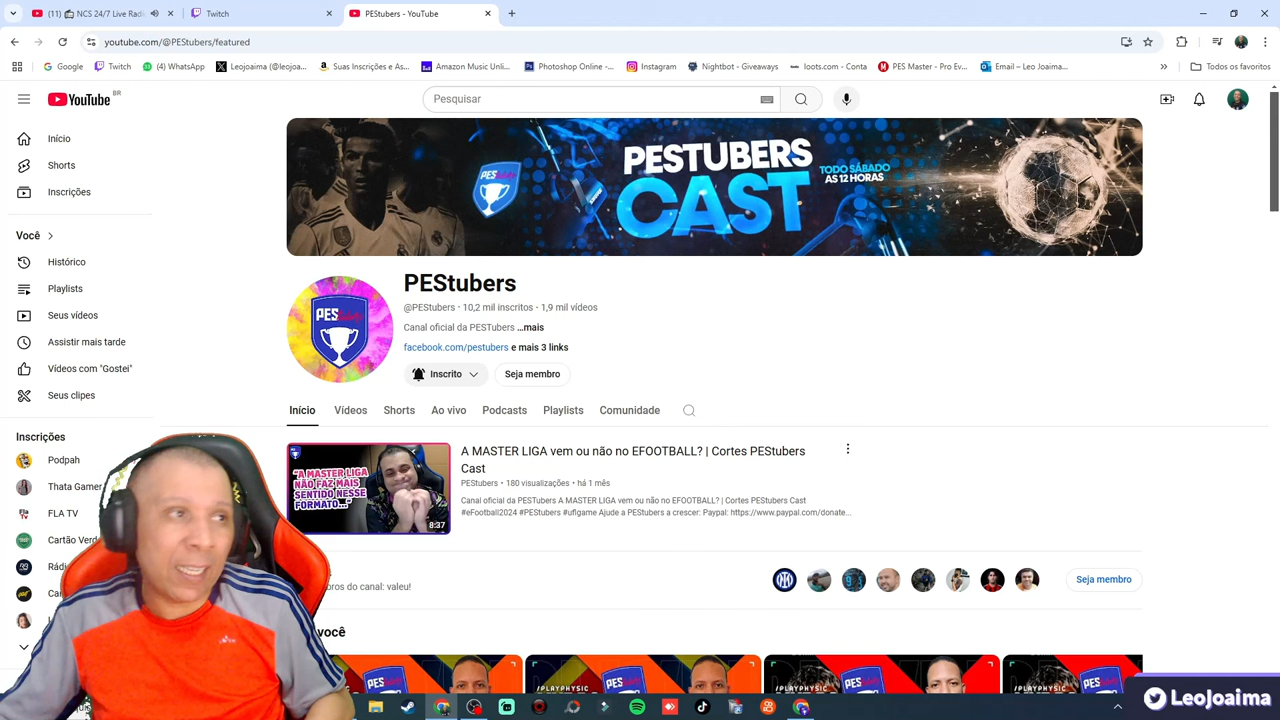 (11) NCS 24/7 Live Radi
Twitch
PEStubers - YouTube
youtube.com/@PEStubers/featured
Google
Twitch
(4) WhatsApp
Leojoaima (@leojoa...
Suas Inscrições e As...
Amazon Music Unli...
Photoshop Online -...
Instagram
Nightbot - Giveaways
loots.com - Conta
PES Master - Pro Ev...
Email – Leo Joaima...
Todos os favoritos
YouTube BR
Pesquisar
Início
Shorts
Inscrições
Você
Histórico
Playlists
Seus vídeos
Assistir mais tarde
Vídeos com "Gostei"
Seus clipes
Inscrições
Podpah
Thata Gamer
FLA TV
Cartão Verd
Rádi
Ca
PESTUBERS
CAST
TODO SÁBADO
AS 12 HORAS
PEStubers
@PEStubers • 10,2 mil inscritos • 1,9 mil vídeos
Canal oficial da PESTubers ...mais
facebook.com/pestubers e mais 3 links
Inscrito
Seja membro
Início
Vídeos
Shorts
Ao vivo
Podcasts
Playlists
Comunidade
"A MASTER LIGA
NÃO FAZ MAIS
SENTIDO NESSE
FORMATO..."
8:37
A MASTER LIGA vem ou não no EFOOTBALL? | Cortes PEStubers
Cast
PEStubers • 180 visualizações • há 1 mês
Canal oficial da PESTubers A MASTER LIGA vem ou não no EFOOTBALL? | Cortes PEStubers Cast
#eFootball2024 #PEStubers #uflgame Ajude a PEStubers a crescer: Paypal: https://www.paypal.com/donate...
bros do canal: valeu!
Seja membro
você
/PLAYPHYSIC
/PLAYPHYSIC
LeoJoaima